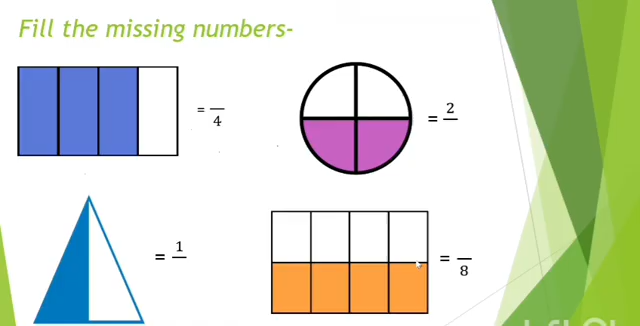 Fill the missing numbers-
= — 4
= 2 —
= 1 —
= — 8